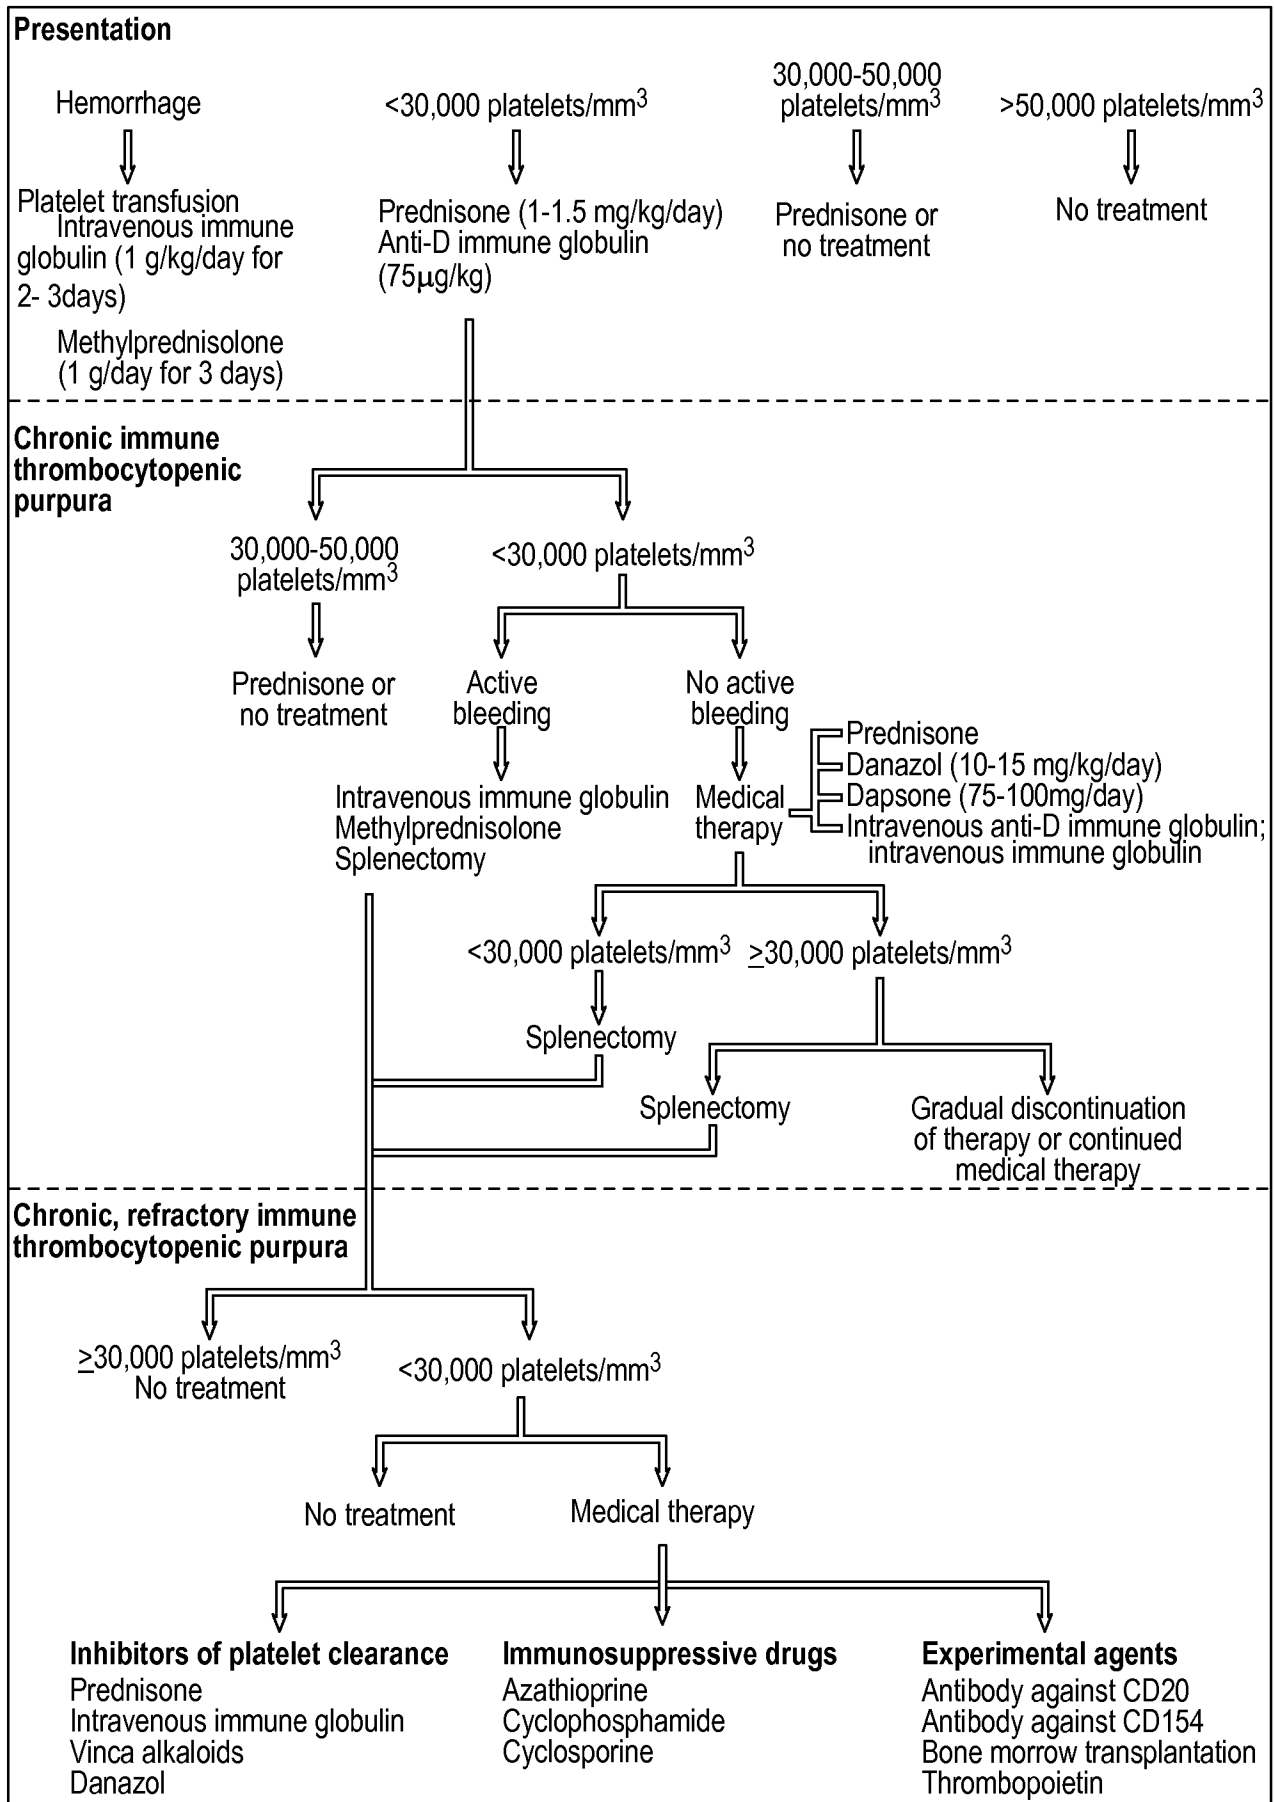 Presentation
Hemorrhage
Platelet transfusion
Intravenous immune
globulin (1 g/kg/day for
2- 3days)
Methylprednisolone
(1 g/day for 3 days)
<30,000 platelets/mm³
Prednisone (1-1.5 mg/kg/day)
Anti-D immune globulin
(75μg/kg)
30,000-50,000
platelets/mm³
Prednisone or
no treatment
>50,000 platelets/mm³
No treatment
Chronic immune
thrombocytopenic
purpura
30,000-50,000
platelets/mm³
Prednisone or
no treatment
<30,000 platelets/mm³
Active
bleeding
Intravenous immune globulin
Methylprednisolone
Splenectomy
No active
bleeding
Medical
therapy
Prednisone
Danazol (10-15 mg/kg/day)
Dapsone (75-100mg/day)
Intravenous anti-D immune globulin;
intravenous immune globulin
<30,000 platelets/mm³
Splenectomy
≥30,000 platelets/mm³
Splenectomy
Gradual discontinuation
of therapy or continued
medical therapy
Chronic, refractory immune
thrombocytopenic purpura
≥30,000 platelets/mm³
No treatment
<30,000 platelets/mm³
No treatment
Medical therapy
Inhibitors of platelet clearance
Prednisone
Intravenous immune globulin
Vinca alkaloids
Danazol
Immunosuppressive drugs
Azathioprine
Cyclophosphamide
Cyclosporine
Experimental agents
Antibody against CD20
Antibody against CD154
Bone morrow transplantation
Thrombopoietin